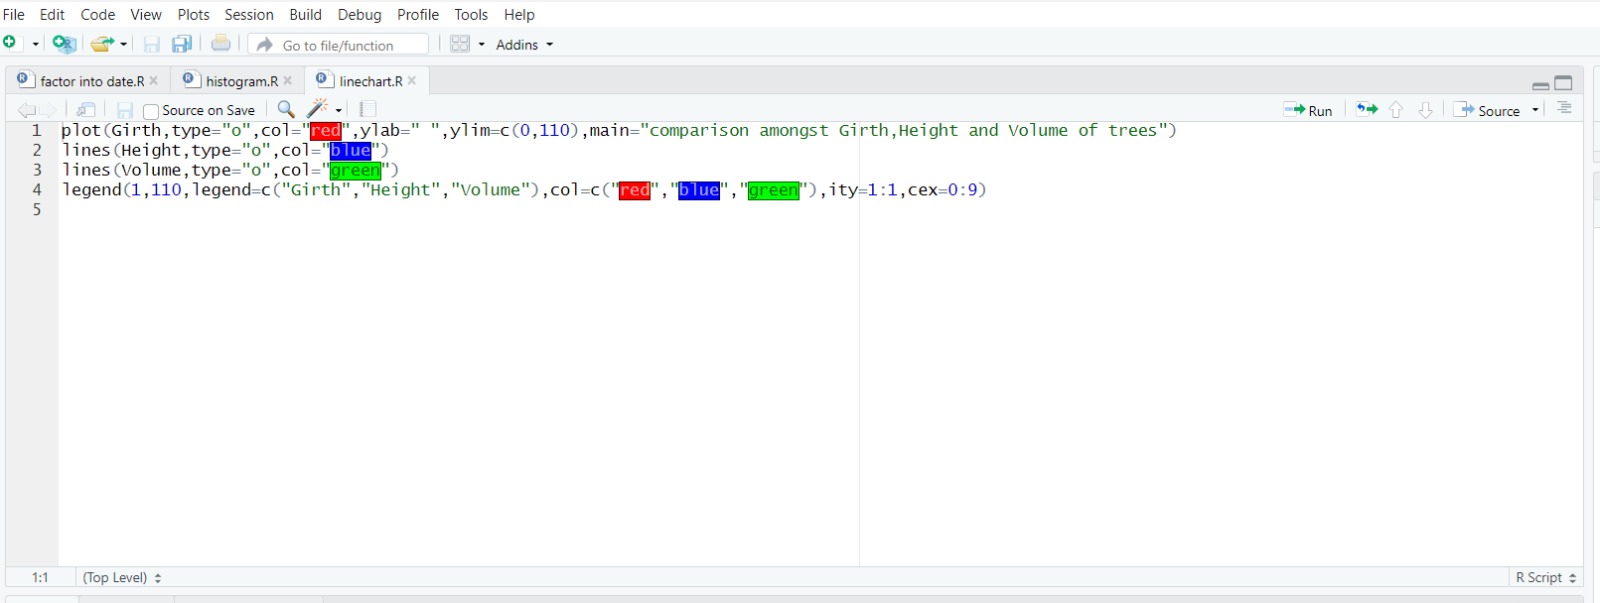 File Edit Code View Plots Session Build Debug Profile Tools Help
Go to file/function Addins
factor into date.R histogram.R linechart.R
Source on Save Run Source
1 plot(Girth,type="o",col="red",ylab=" ",ylim=c(0,110),main="comparison amongst Girth,Height and Volume of trees")
2 lines(Height,type="o",col="blue")
3 lines(Volume,type="o",col="green")
4 legend(1,110,legend=c("Girth","Height","Volume"),col=c("red","blue","green"),ity=1:1,cex=0:9)
5
1:1 (Top Level) R Script